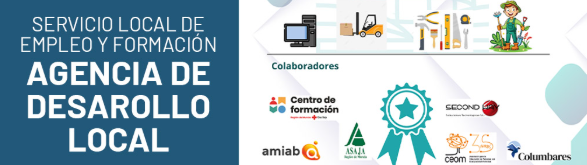 SERVICIO LOCAL DE
EMPLEO Y FORMACIÓN
AGENCIA DE
DESAROLLO
LOCAL
Colaboradores
Centro de
formación
amiab
ASAJA
SECOND
ceom
Columbares